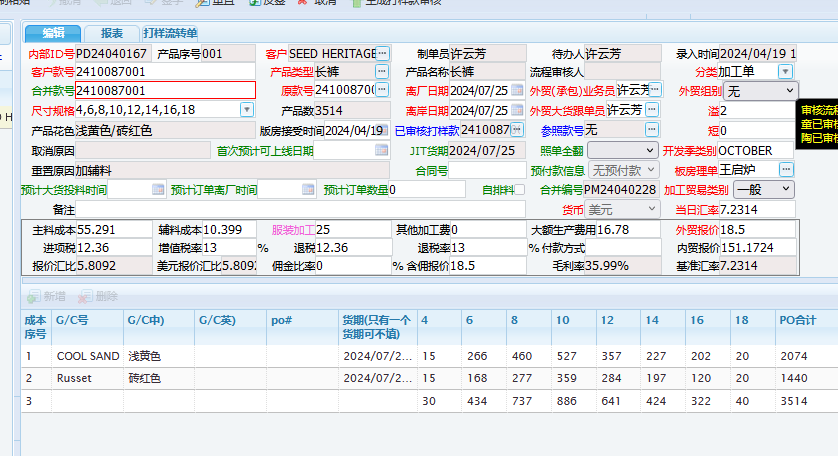 编辑 报表 打样流转单
内部ID号 PD24040167 产品序号 001 客户 SEED HERITAGE 制单员 许云芳 待办人 许云芳 录入时间 2024/04/19 1
客户款号 2410087001 产品类型 长裤 产品名称 长裤 流程审核人 分类 加工单
合并款号 2410087001 原款号 24100870 离厂日期 2024/07/25 外贸(承包)业务员 许云芳 外贸组别 无
尺寸规格 4,6,8,10,12,14,16,18 产品数 3514 离岸日期 2024/07/25 外贸大货跟单员 许云芳 溢 2
产品花色 浅黄色/砖红色 版房接受时间 2024/04/19 已审核打样款 2410087 参照款号 无 短 0
取消原因 首次预计可上线日期 JIT货期 2024/07/25 照单全翻 开发季类别 OCTOBER
重置原因 加辅料 合同号 预付款信息 无预付款 板房理单 王启炉
预计大货投料时间 预计订单离厂时间 预计订单数量 0 自排料 合并编号 PM24040228 加工贸易类别 一般
备注 货币 美元 当日汇率 7.2314
主料成本 55.291 辅料成本 10.399 服装加工 25 其他加工费 0 大额生产费用 16.78 外贸报价 18.5
进项税 12.36 增值税率 13 % 退税 12.36 退税率 13 % 付款方式 内贸报价 151.1724
报价汇比 5.8092 美元报价汇比 5.809 佣金比率 0 % 含佣报价 18.5 毛利率 35.99% 基准汇率 7.2314
审核流程
童已审核
陶已审核
新增 删除
成本序号 G/C号 G/C中) G/C英) po# 货期(只有一个货期可不填) 4 6 8 10 12 14 16 18 PO合计
1 COOL SAND 浅黄色 2024/07/2... 15 266 460 527 357 227 202 20 2074
2 Russet 砖红色 2024/07/2... 15 168 277 359 284 197 120 20 1440
3 30 434 737 886 641 424 322 40 3514